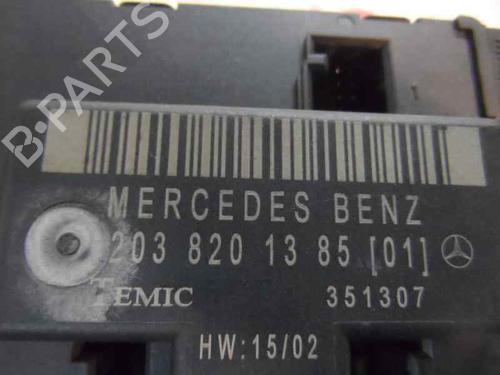 B-PARTS
MERCEDES BENZ
203 820 13 85 [01]
TEMIC 351307
HW:15/02